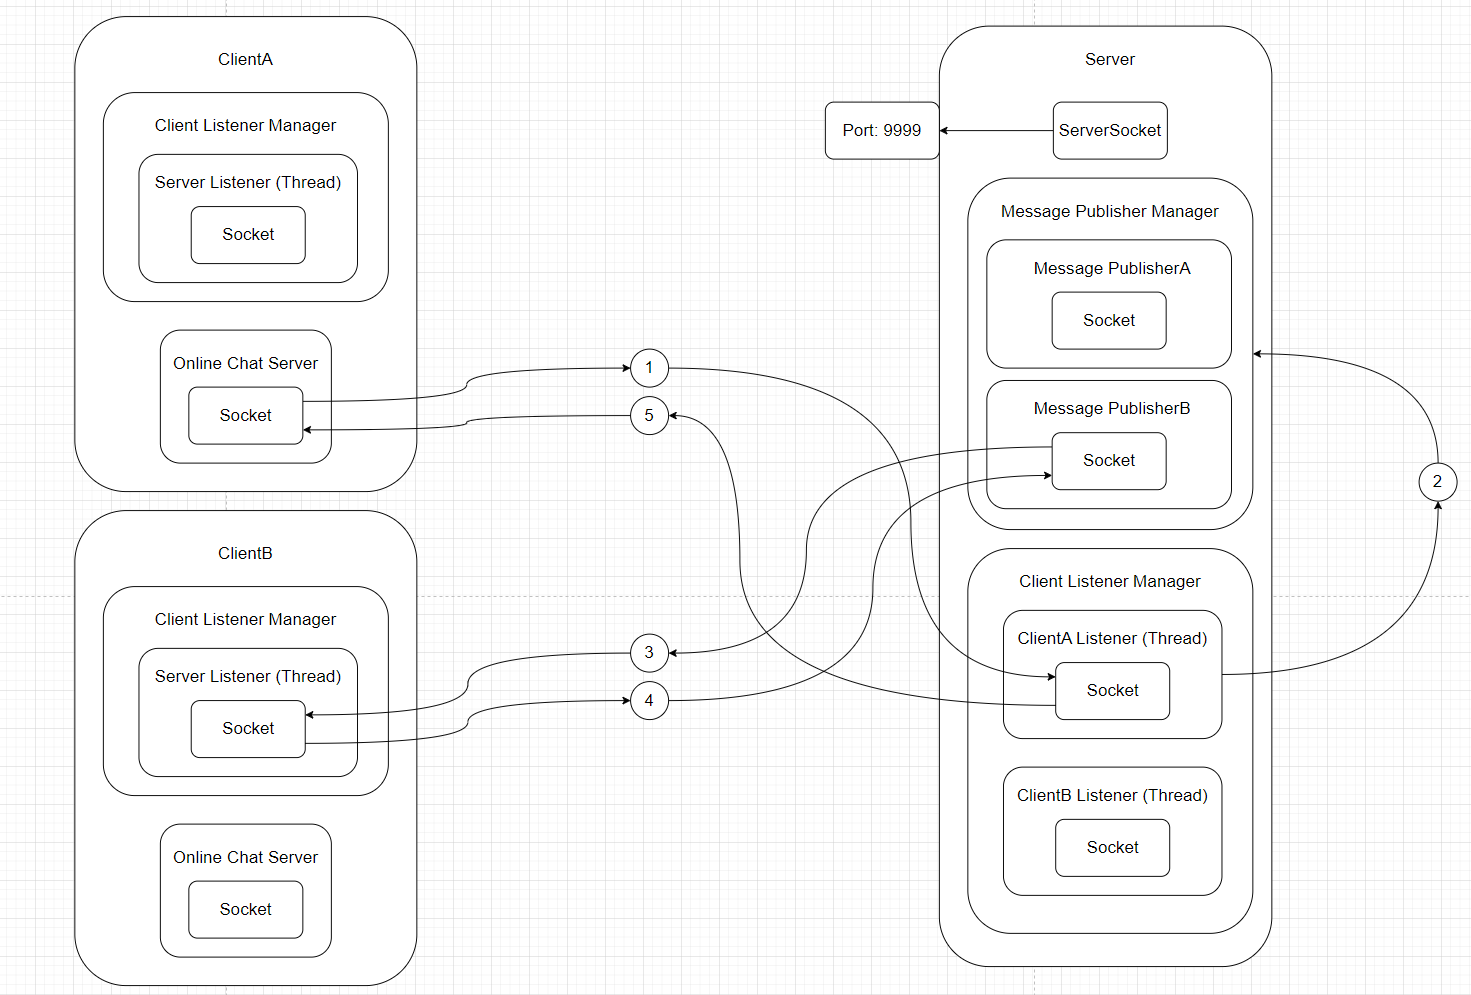 ClientA
Client Listener Manager
Server Listener (Thread)
Socket
Online Chat Server
Socket
ClientB
Client Listener Manager
Server Listener (Thread)
Socket
Online Chat Server
Socket
1
5
3
4
Server
Port: 9999
ServerSocket
Message Publisher Manager
Message PublisherA
Socket
Message PublisherB
Socket
Client Listener Manager
ClientA Listener (Thread)
Socket
ClientB Listener (Thread)
Socket
2